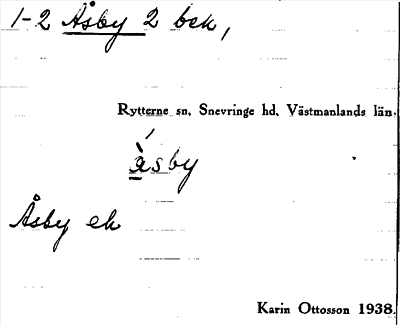 1-2 Åsby 2 bek,
Rytterne sn, Snevringe hd, Västmanlands län.
åsby
Åsby ek
Karin Ottosson 1938.